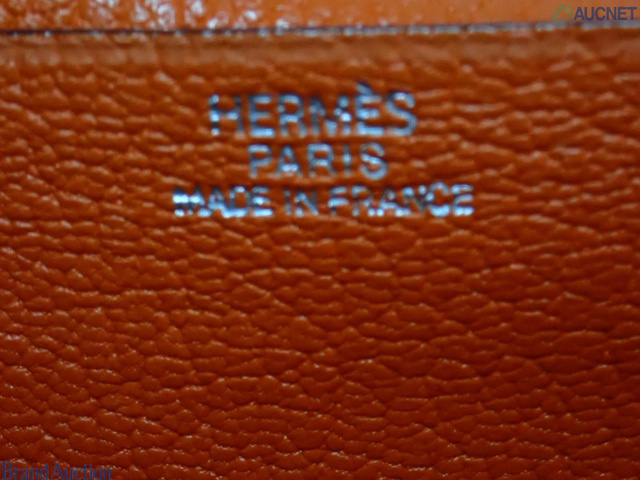 AUCNET
HERMÈS
PARIS
MADE IN FRANCE
Brand Auction